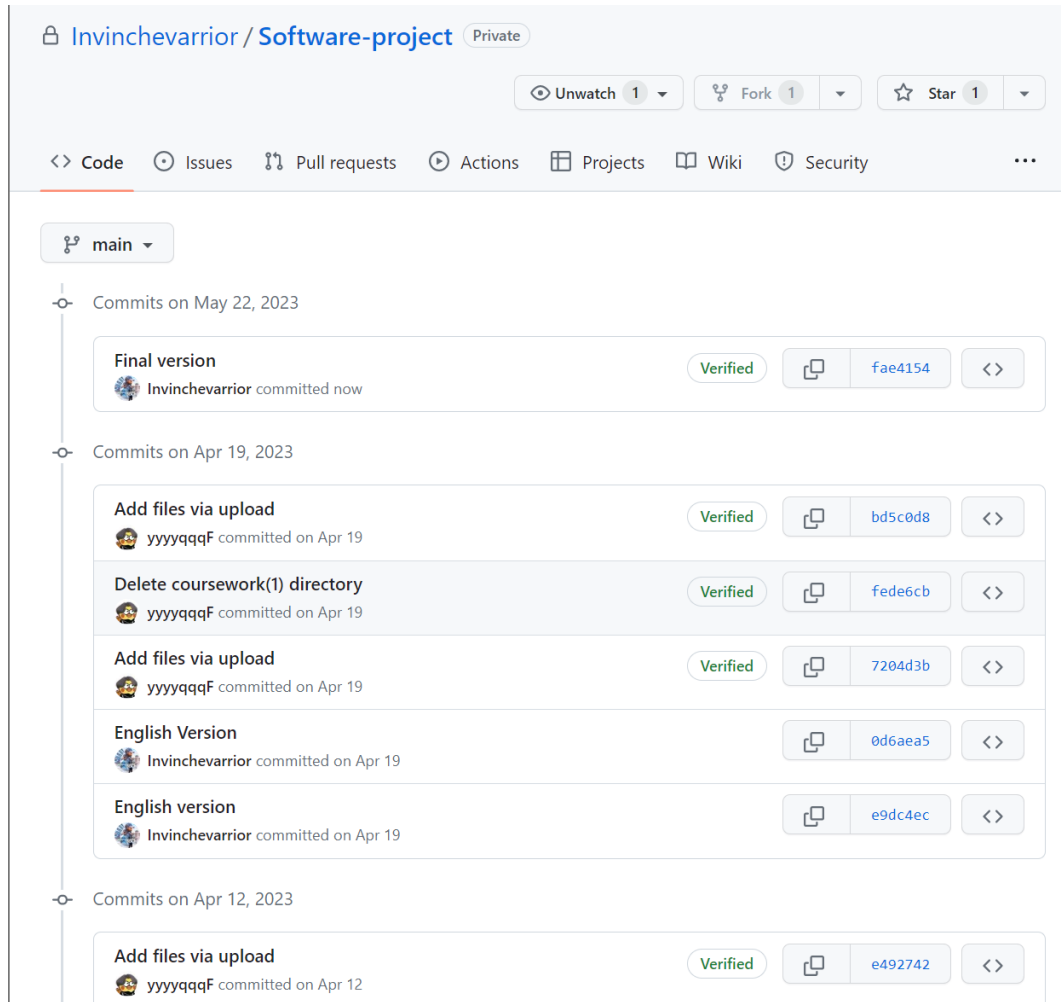 Invinchevarrior / Software-project Private
Unwatch 1 Fork 1 Star 1
Code Issues Pull requests Actions Projects Wiki Security
main
Commits on May 22, 2023
Final version
Invinchevarrior committed now
Verified fae4154
Commits on Apr 19, 2023
Add files via upload
yyyyqqqF committed on Apr 19
Verified bd5c0d8
Delete coursework(1) directory
yyyyqqqF committed on Apr 19
Verified fede6cb
Add files via upload
yyyyqqqF committed on Apr 19
Verified 7204d3b
English Version
Invinchevarrior committed on Apr 19
0d6aea5
English version
Invinchevarrior committed on Apr 19
e9dc4ec
Commits on Apr 12, 2023
Add files via upload
yyyyqqqF committed on Apr 12
Verified e492742